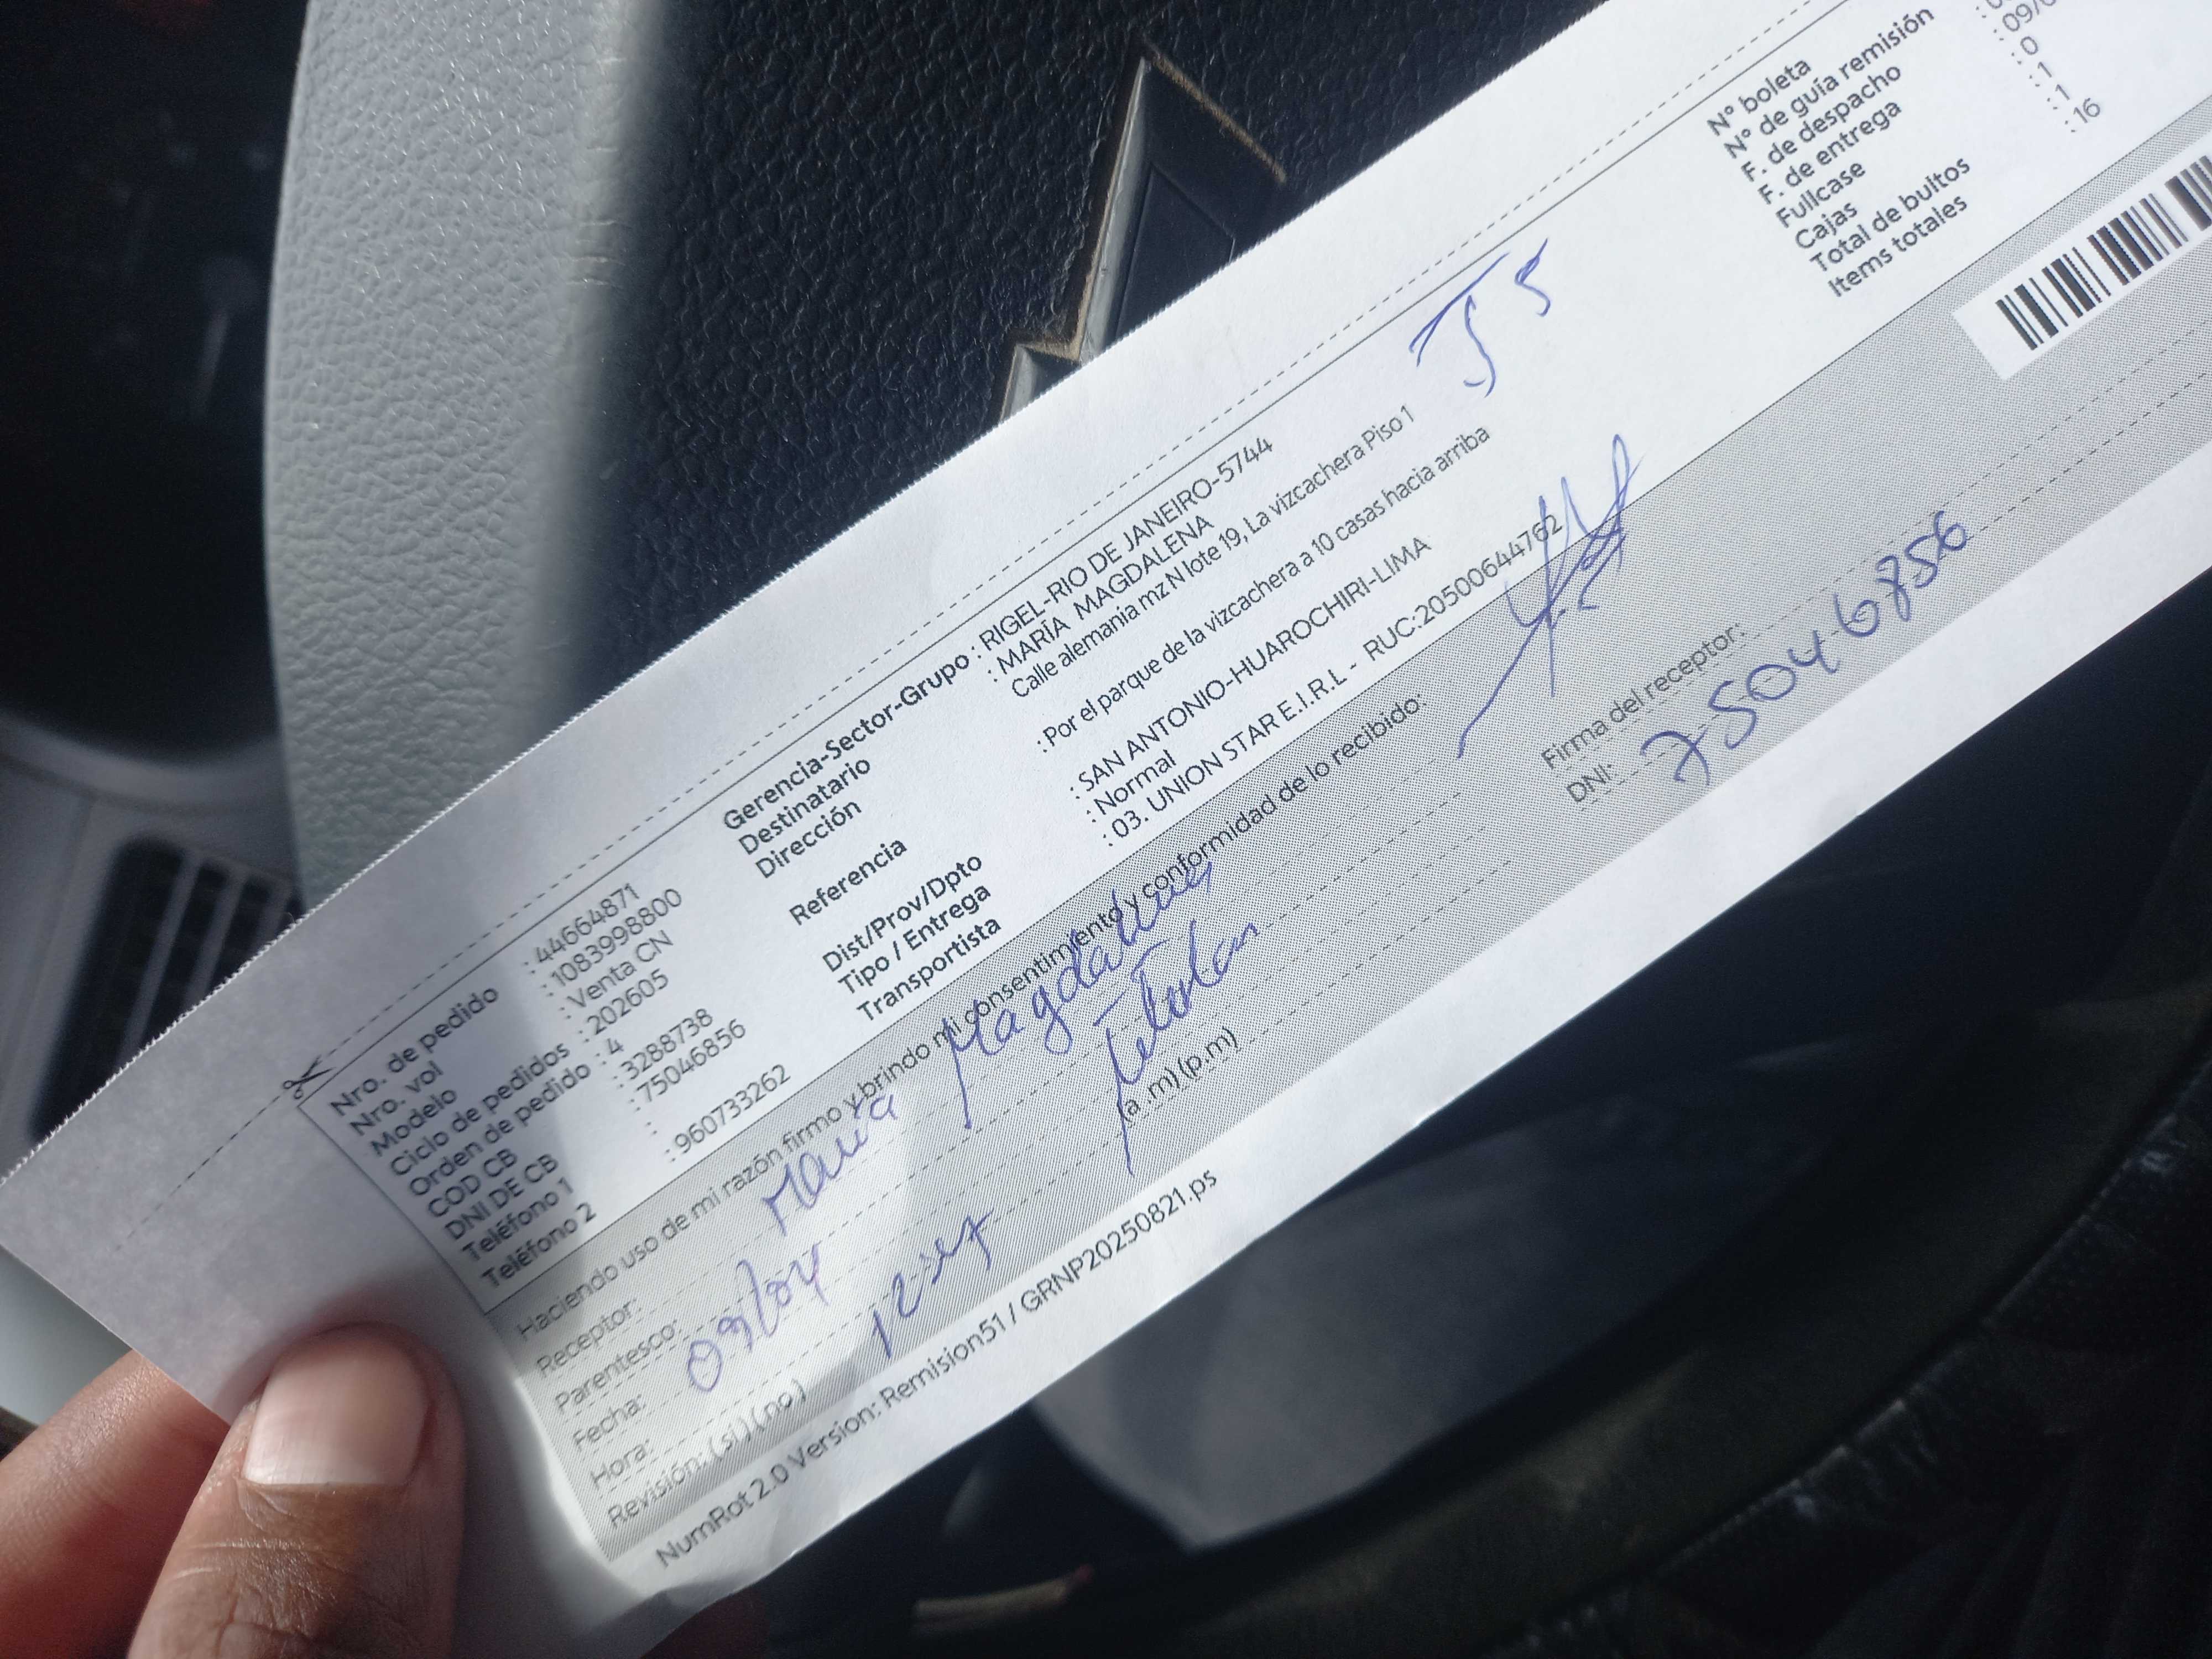 Nro. de pedido : 44664871
Nro. vol : 1083998800
Modelo : Venta CN
Ciclo de pedidos : 202605
Orden de pedido : 4
COD CB : 3288738
DNI DE CB : 75046856
Teléfono 1 :
Teléfono 2 : 960733262
Gerencia-Sector-Grupo : RIGEL-RIO DE JANEIRO-5744
Destinatario : MARÍA MAGDALENA
Dirección Calle alemania mz N lote 19, La vizcachera Piso 1
Referencia : Por el parque de la vizcachera a 10 casas hacia arriba
Dist/Prov/Dpto : SAN ANTONIO-HUAROCHIRI-LIMA
Tipo / Entrega : Normal
Transportista : 03. UNION STAR E.I.R.L - RUC:20500644762
N° boleta
N° de guía remisión
F. de despacho
F. de entrega : 09/0
Fullcase : 0
Cajas : 1
Total de bultos : 1
Items totales : 16
Haciendo uso de mi razón firmo y brindo mi consentimiento y conformidad de lo recibido:
Receptor: Maria Magdalena
Parentesco: Titular
Fecha: 09/04
Hora: (a.m) (p.m)
Revisión: (si) (no)
Firma del receptor:
DNI: 75046856
NumRot 2.0 Version: Remision51 / GRNP20250821.ps